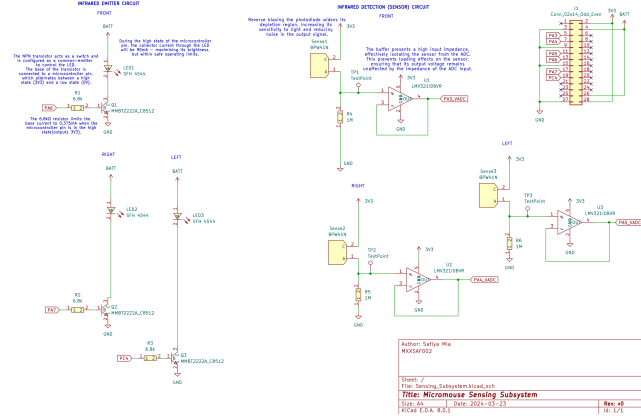 INFRARED EMITTER CIRCUIT
FRONT
BATT
During the high state of the microcontroller
pin, the collector current through the LED
will be 90mA - maximising its brightness,
but within safe operating limits.
The NPN transistor acts as a switch and
is configured as a common-emitter
to control the LED.
The base of the transistor is
connected to a microcontroller pin,
which alternates between a high
state (3V3) and a low state (0V).
LED1
SFH 4544
R1
6.8k
PA6
Q1
MMBT2222A_C8512
GND
The 6.8kΩ resistor limits the
base current to 0.375mA when the
microcontroller pin is in the high
state(outputs 3V3).
RIGHT
BATT
LED2
SFH 4544
R2
6.8k
PA7
Q2
MMBT2222A_C8512
GND
LEFT
BATT
LED3
SFH 4544
R3
6.8k
PC4
Q3
MMBT2222A_C8512
GND
INFRARED DETECTION (SENSOR) CIRCUIT
FRONT
Reverse biasing the photodiode widens its
depletion region, increasing its
sensitivity to light and reducing
noise in the output signal.
3V3
Sense1
BPW41N
TP1
TestPoint
R4
1M
GND
The buffer presents a high input impedance,
effectively isolating the sensor from the ADC.
This prevents loading effects on the sensor,
ensuring that its output voltage remains
unaffected by the impedance of the ADC input.
3V3
U1
LMV321IDBVR
PA3_VADC
GND
RIGHT
3V3
Sense2
BPW41N
TP2
TestPoint
R5
1M
GND
3V3
U2
LMV321IDBVR
PA4_VADC
GND
LEFT
3V3
Sense3
BPW41N
TP3
TestPoint
R6
1M
GND
3V3
U3
LMV321IDBVR
PA5_VADC
GND
J1
Conn_02x14_Odd_Even
PA3
PA4
PA5
PA6
PA7
PC4
BATT
3V3
GND
Author: Safiya Mia
MXXSAF002
Sheet: /
File: Sensing_Subsystem.kicad_sch
Title: Micromouse Sensing Subsystem
Size: A4 Date: 2024-03-23 Rev: v0
KiCad E.D.A. 8.0.1 Id: 1/1